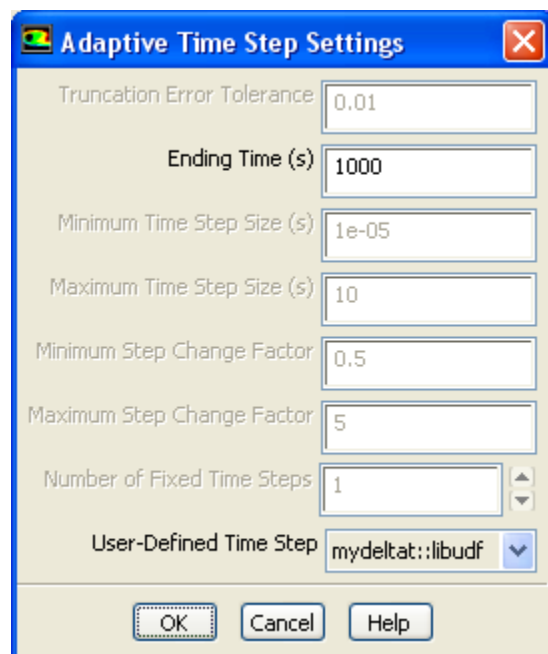 Adaptive Time Step Settings
Truncation Error Tolerance 0.01
Ending Time (s) 1000
Minimum Time Step Size (s) 1e-05
Maximum Time Step Size (s) 10
Minimum Step Change Factor 0.5
Maximum Step Change Factor 5
Number of Fixed Time Steps 1
User-Defined Time Step mydeltat::libudf
OK Cancel Help